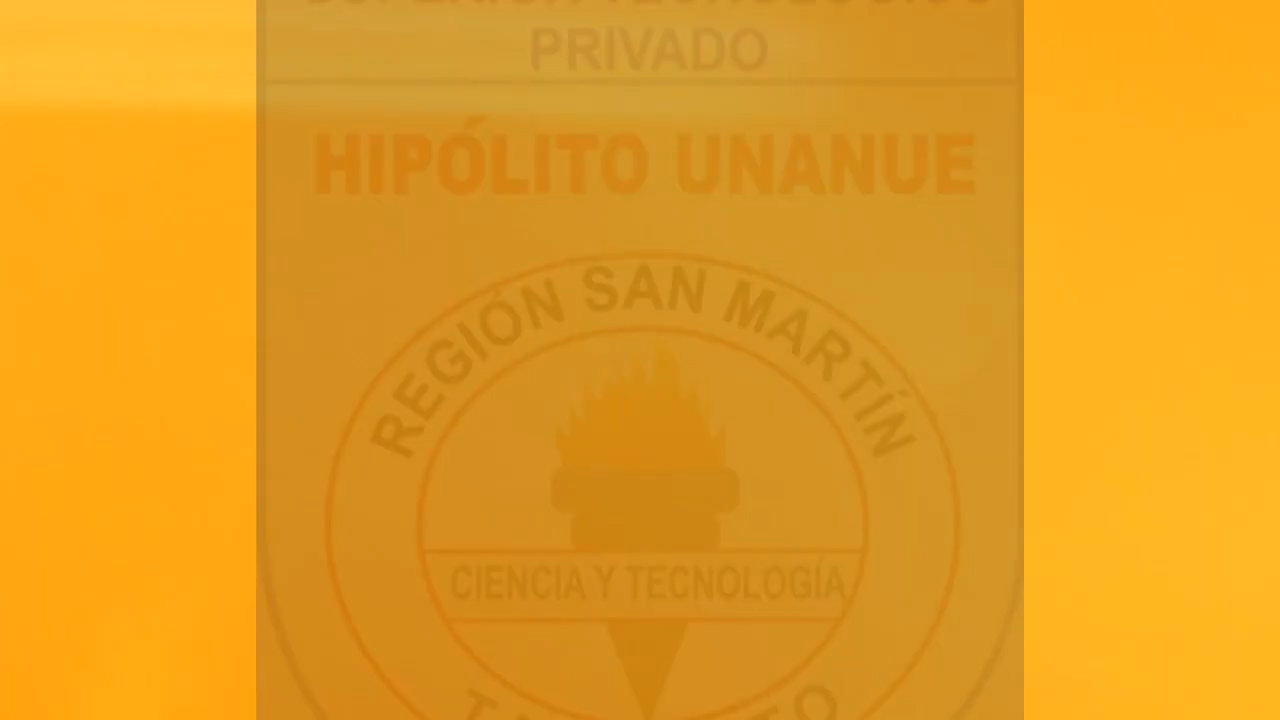 PRIVADO
HIPÓLITO UNANUE
REGIÓN SAN MARTÍN
CIENCIA Y TECNOLOGÍA